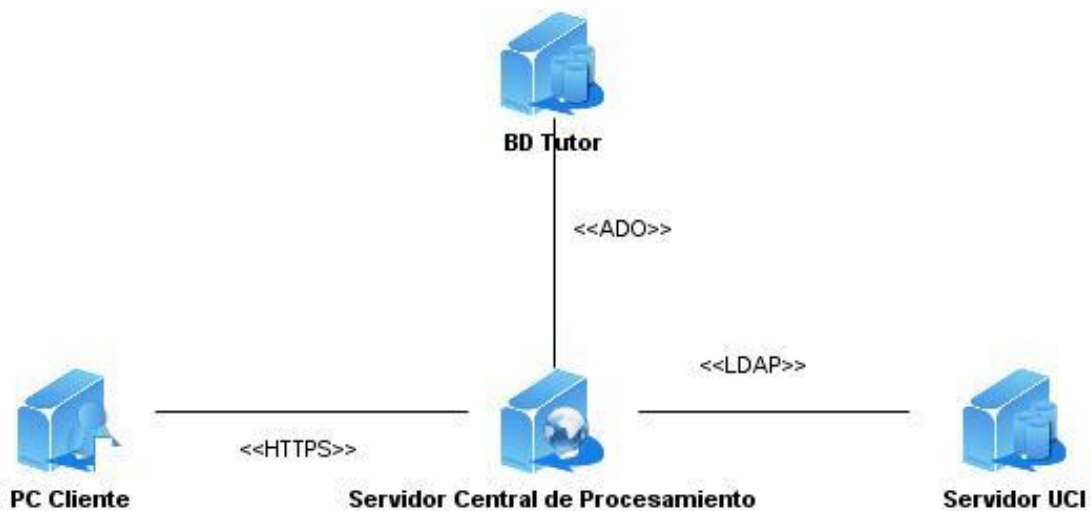 BD Tutor
<<ADO>>
<<LDAP>>
<<HTTPS>>
PC Cliente
Servidor Central de Procesamiento
Servidor UCI